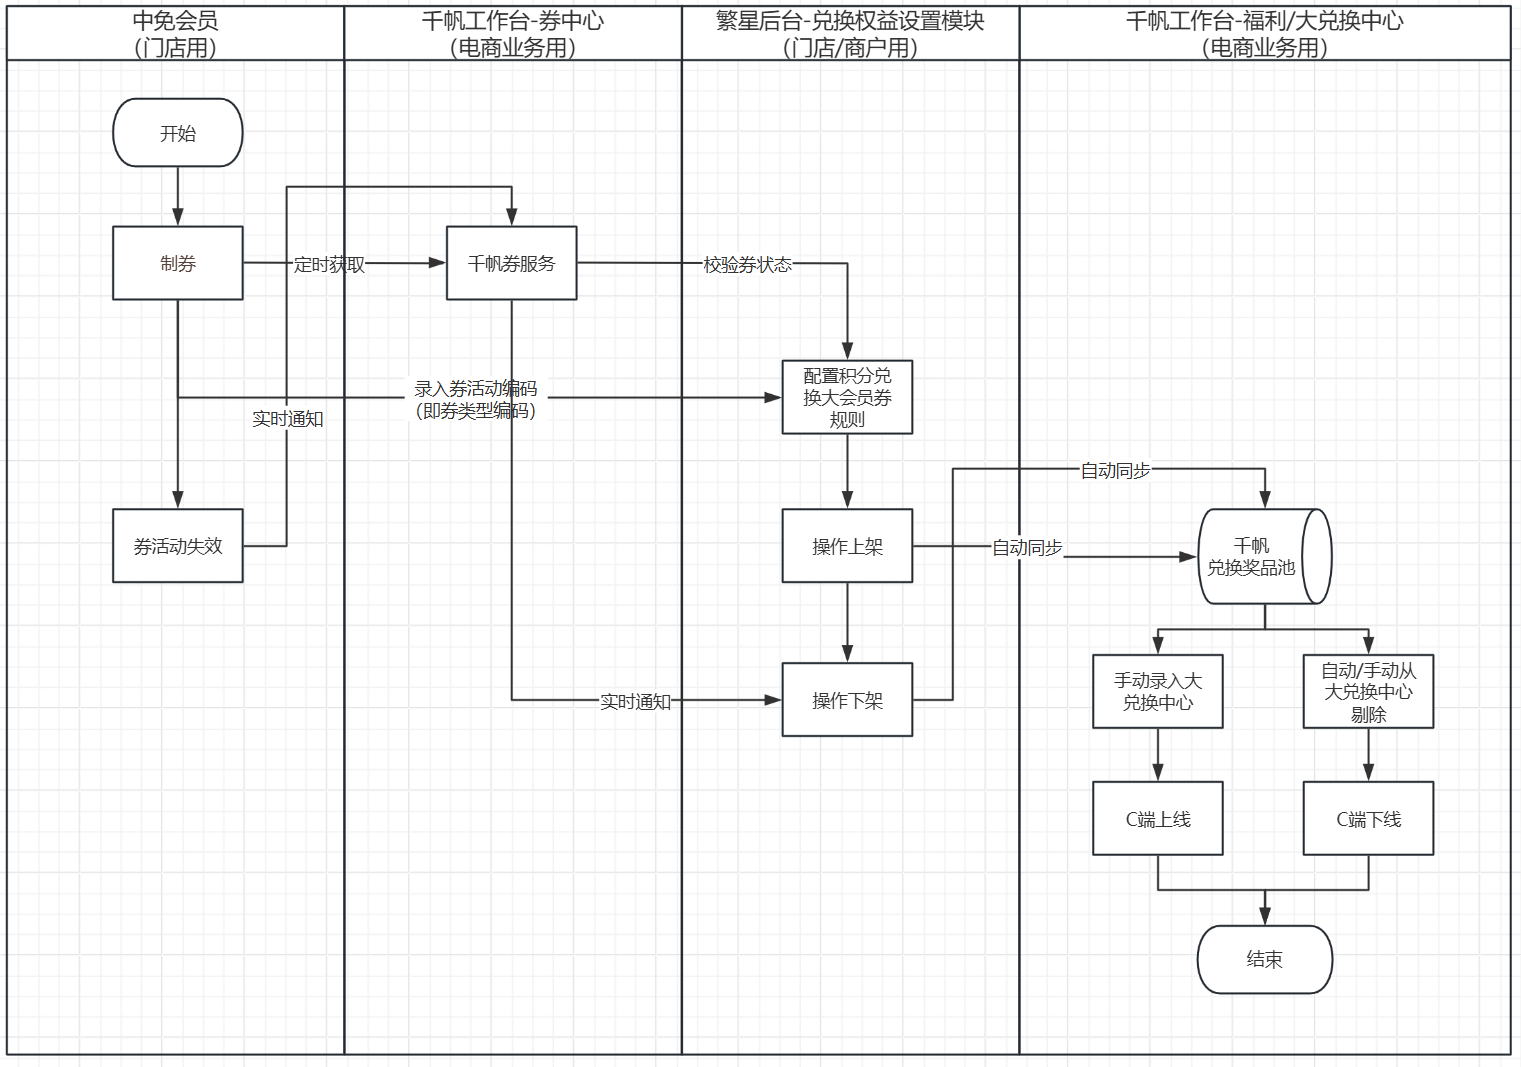 中免会员
（门店用）
千帆工作台-券中心
（电商业务用）
繁星后台-兑换权益设置模块
（门店/商户用）
千帆工作台-福利/大兑换中心
（电商业务用）
开始
制券
定时获取
千帆券服务
校验券状态
录入券活动编码
（即券类型编码）
配置积分兑
换大会员券
规则
实时通知
自动同步
券活动失效
操作上架
自动同步
千帆
兑换奖品池
实时通知
操作下架
手动录入大
兑换中心
自动/手动从
大兑换中心
剔除
C端上线
C端下线
结束